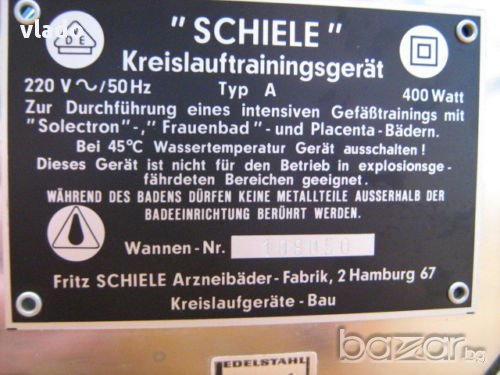 vladv
DE
"SCHIELE"
Kreislauftrainingsgerät
220 V ~/50 Hz Typ A 400 Watt
Zur Durchführung eines intensiven Gefäßtrainings mit
"Solectron"-,"Frauenbad"-und Placenta-Bädern.
Bei 45°C Wassertemperatur Gerät ausschalten!
Dieses Gerät ist nicht für den Betrieb in explosionsge-
fährdeten Bereichen geeignet.
WÄHREND DES BADENS DÜRFEN KEINE METALLTEILE AUSSERHALB DER
BADEEINRICHTUNG BERÜHRT WERDEN.
Wannen-Nr.
Fritz SCHIELE Arzneibäder-Fabrik, 2 Hamburg 67
Kreislaufgeräte-Bau
EDELSTAHL
bazar.bg